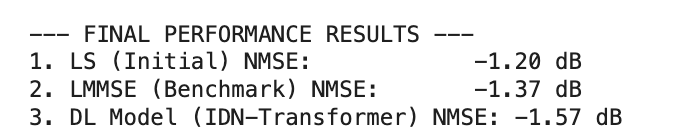 --- FINAL PERFORMANCE RESULTS ---
1. LS (Initial) NMSE: -1.20 dB
2. LMMSE (Benchmark) NMSE: -1.37 dB
3. DL Model (IDN-Transformer) NMSE: -1.57 dB